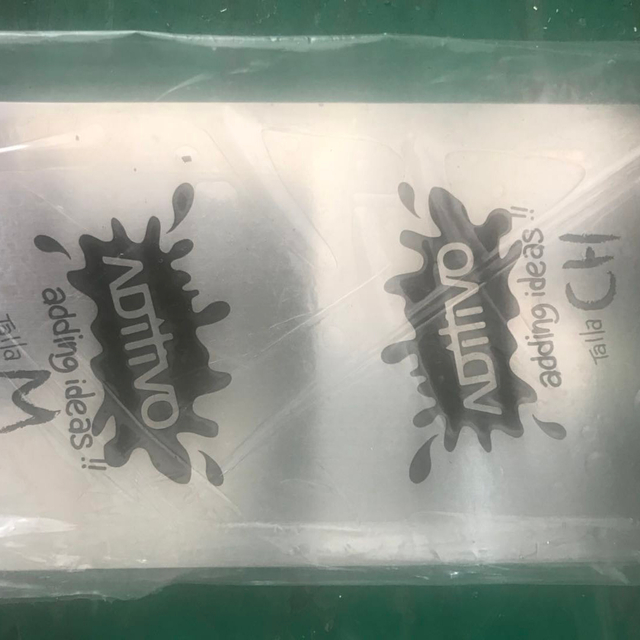 ADITIVO
adding ideas!!
Talla M
ADITIVO
adding ideas!!
Talla CH